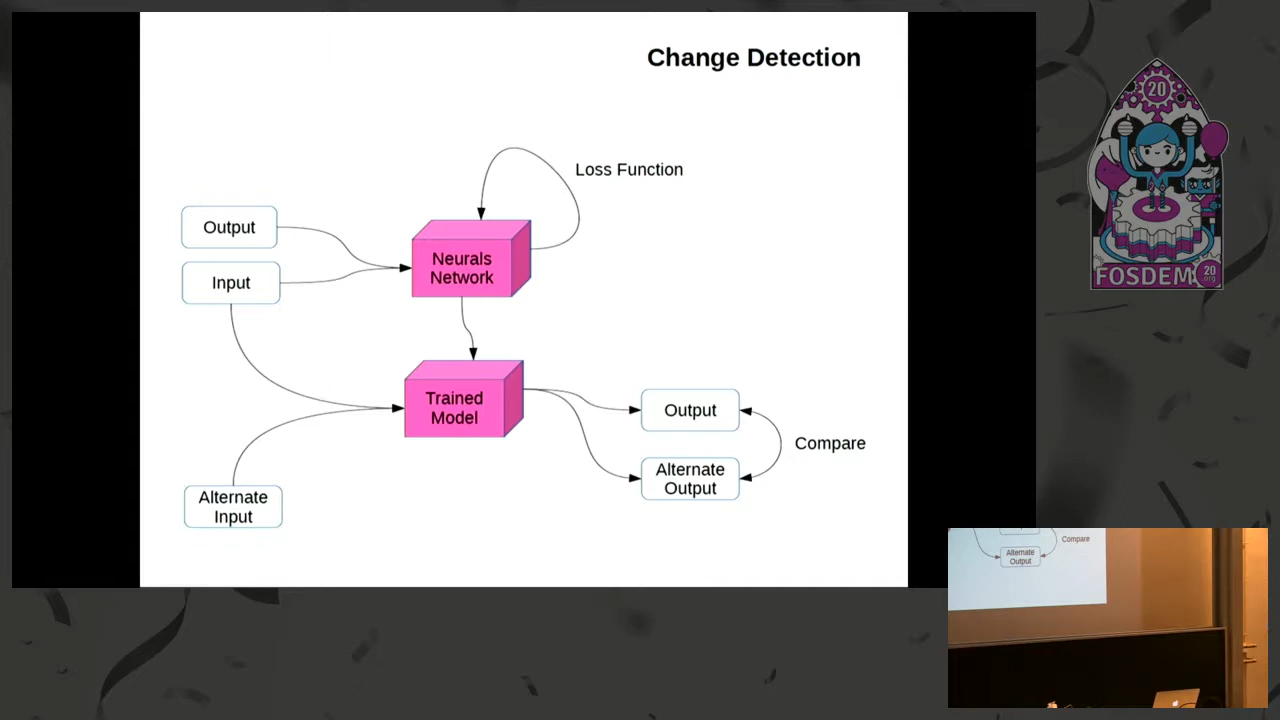 Change Detection
Loss Function
Output
Input
Neurals
Network
Trained
Model
Output
Compare
Alternate
Output
Alternate
Input
20
FOSDEM
20
.org
Compare
Alternate
Output